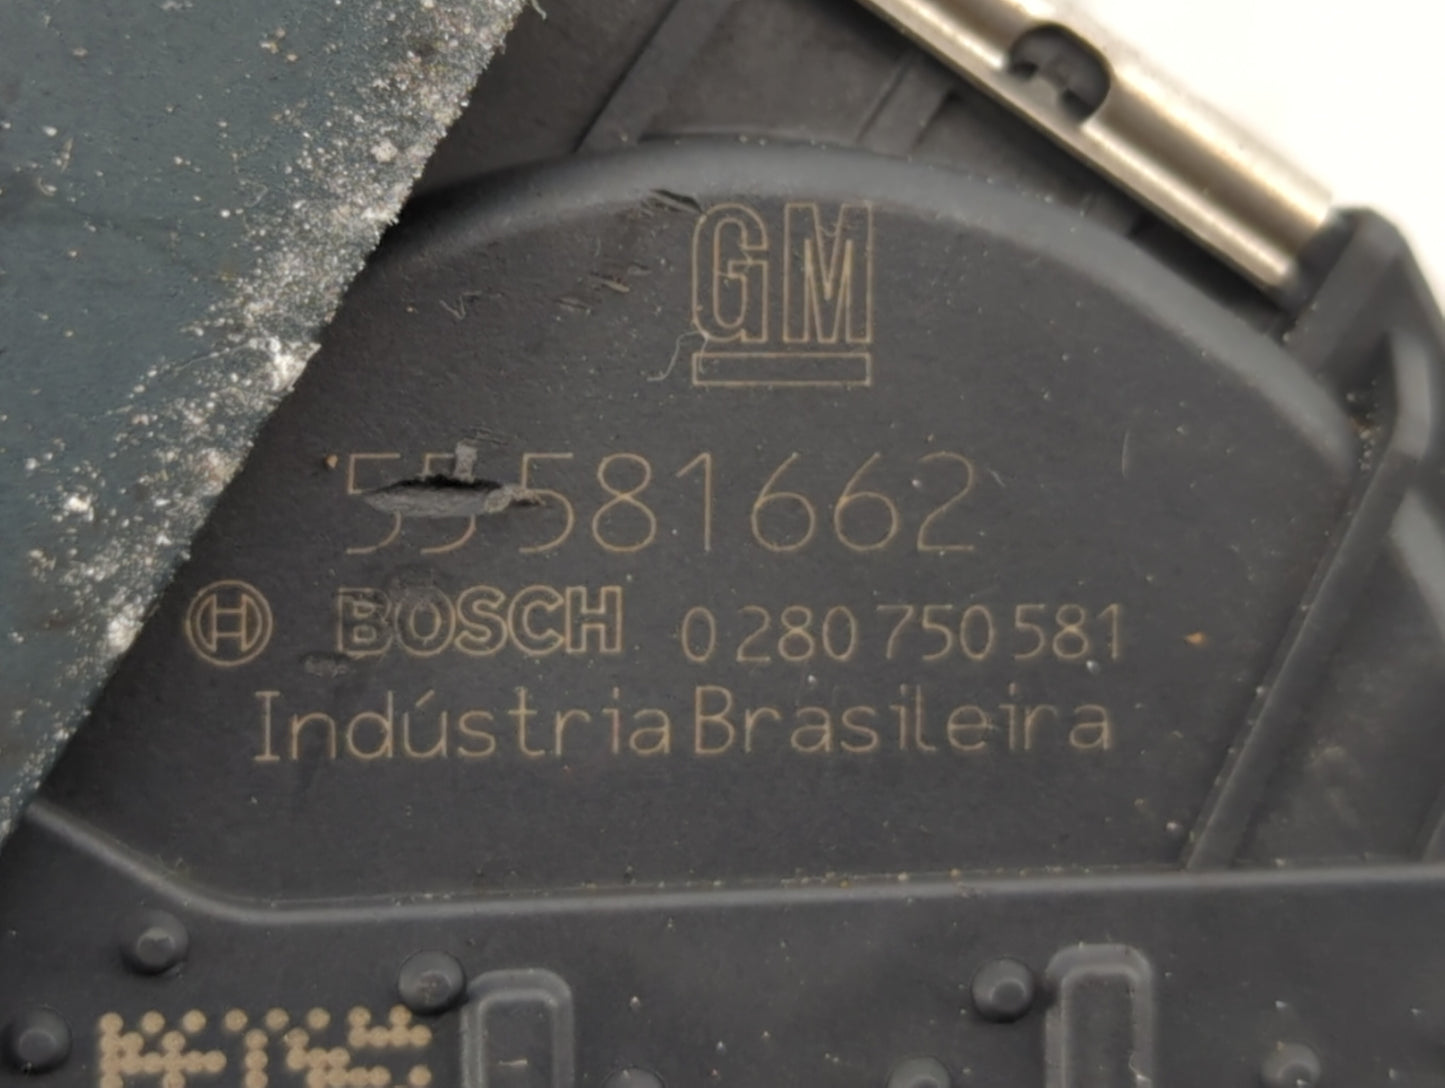 GM
55581662
BOSCH 0 280 750 581
Indústria Brasileira